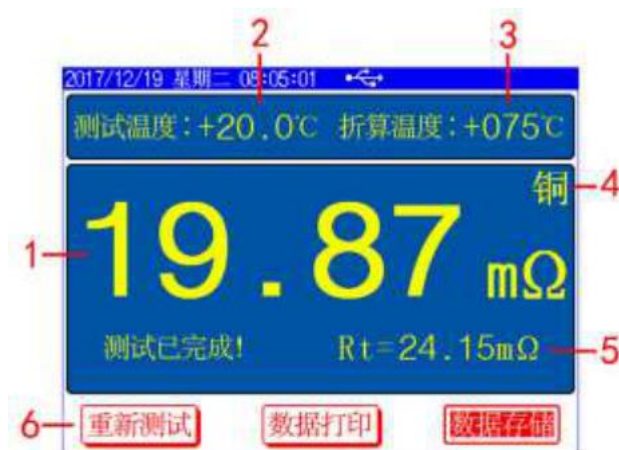 2 3
2017/12/19 星期二 08:05:01
测试温度:+20.0℃ 折算温度:+075℃
铜 4
1 19.87 mΩ
测试已完成! Rt=24.15mΩ 5
6 重新测试 数据打印 数据存储